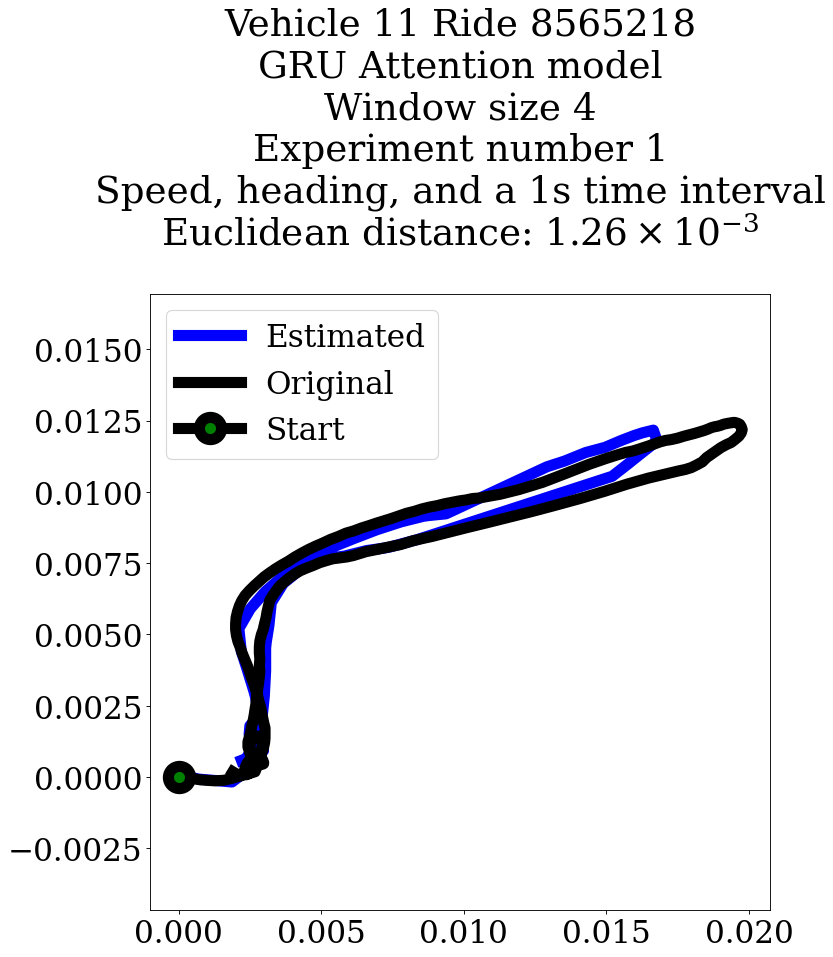 Vehicle 11 Ride 8565218
GRU Attention model
Window size 4
Experiment number 1
Speed, heading, and a 1s time interval
Euclidean distance: 1.26 × 10⁻³
Estimated
Original
Start
0.0150
0.0125
0.0100
0.0075
0.0050
0.0025
0.0000
−0.0025
0.000 0.005 0.010 0.015 0.020